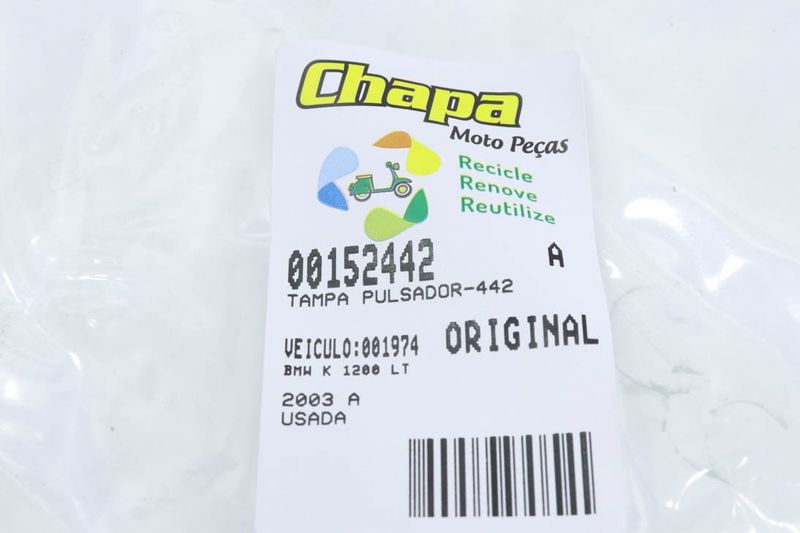 Chapa
Moto Peças
Recicle
Renove
Reutilize
00152442 A
TAMPA PULSADOR-442
VEICULO:001974 ORIGINAL
BMW K 1200 LT
2003 A
USADA